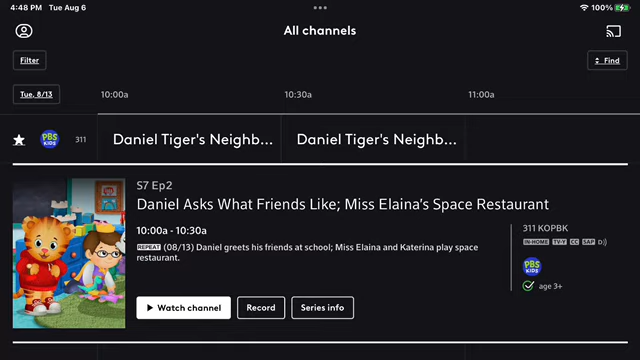 4:48 PM Tue Aug 6
100%
All channels
Filter
Find
Tue, 8/13
10:00a
10:30a
11:00a
PBS KIDS
311
Daniel Tiger's Neighb...
Daniel Tiger's Neighb...
S7 Ep2
Daniel Asks What Friends Like; Miss Elaina's Space Restaurant
10:00a - 10:30a
REPEAT (08/13) Daniel greets his friends at school; Miss Elaina and Katerina play space
restaurant.
311 KOPBK
IN-HOME TV-Y CC SAP D))
PBS KIDS
age 3+
Watch channel
Record
Series info